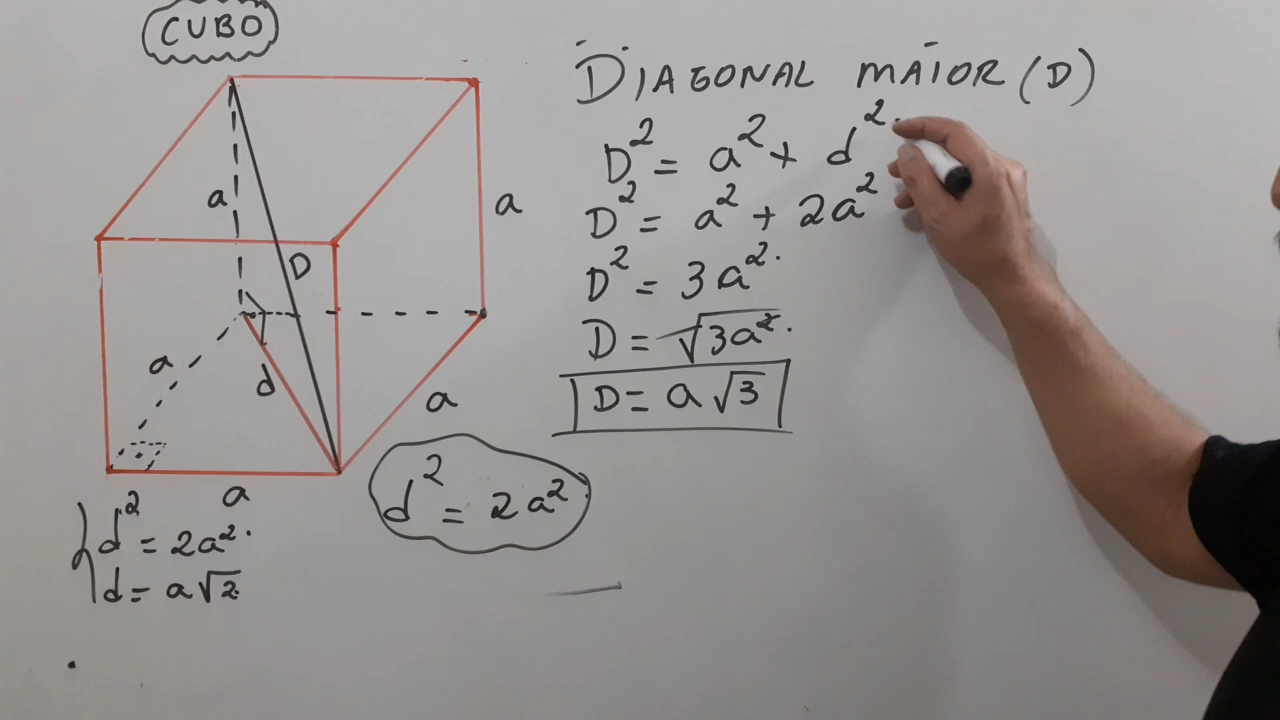 CUBO
DIAGONAL MAIOR (D)
D² = a² + d²
D² = a² + 2a²
D² = 3a²
D = √3a²
D = a√3
a
a
D
a
d
a
a
d² = 2a²
d² = 2a²
d = a√2